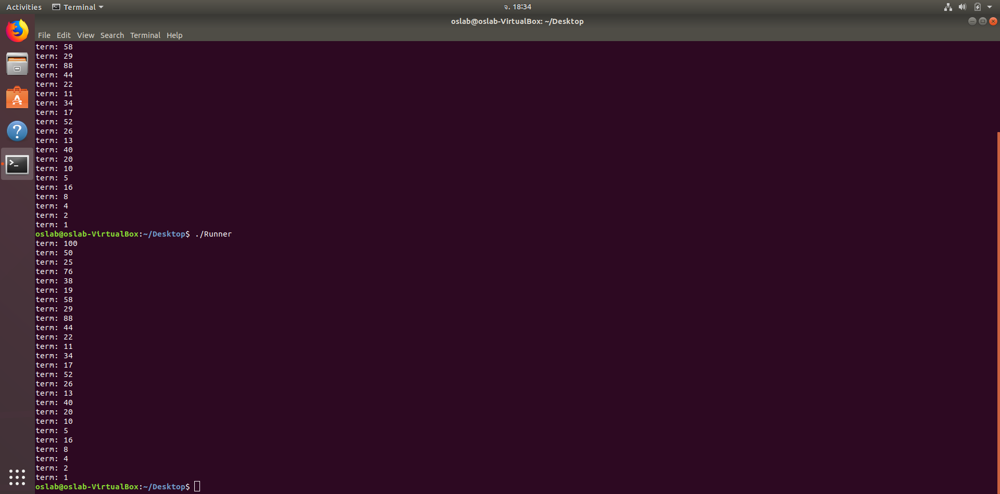 Activities Terminal จ. 18:34
oslab@oslab-VirtualBox: ~/Desktop
File Edit View Search Terminal Help
term: 58
term: 29
term: 88
term: 44
term: 22
term: 11
term: 34
term: 17
term: 52
term: 26
term: 13
term: 40
term: 20
term: 10
term: 5
term: 16
term: 8
term: 4
term: 2
term: 1
oslab@oslab-VirtualBox:~/Desktop$ ./Runner
term: 100
term: 50
term: 25
term: 76
term: 38
term: 19
term: 58
term: 29
term: 88
term: 44
term: 22
term: 11
term: 34
term: 17
term: 52
term: 26
term: 13
term: 40
term: 20
term: 10
term: 5
term: 16
term: 8
term: 4
term: 2
term: 1
oslab@oslab-VirtualBox:~/Desktop$